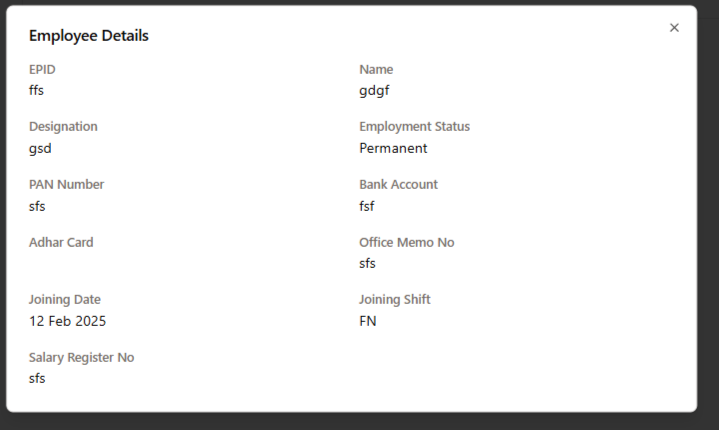 Employee Details
EPID
ffs
Name
gdgf
Designation
gsd
Employment Status
Permanent
PAN Number
sfs
Bank Account
fsf
Adhar Card
Office Memo No
sfs
Joining Date
12 Feb 2025
Joining Shift
FN
Salary Register No
sfs